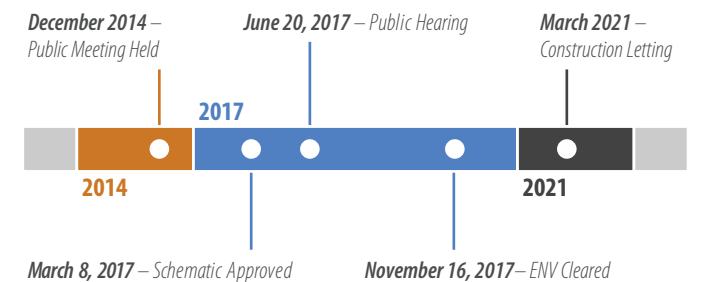 December 2014 –
Public Meeting Held
June 20, 2017 – Public Hearing
March 2021 –
Construction Letting
2017
2014
2021
March 8, 2017 – Schematic Approved
November 16, 2017– ENV Cleared